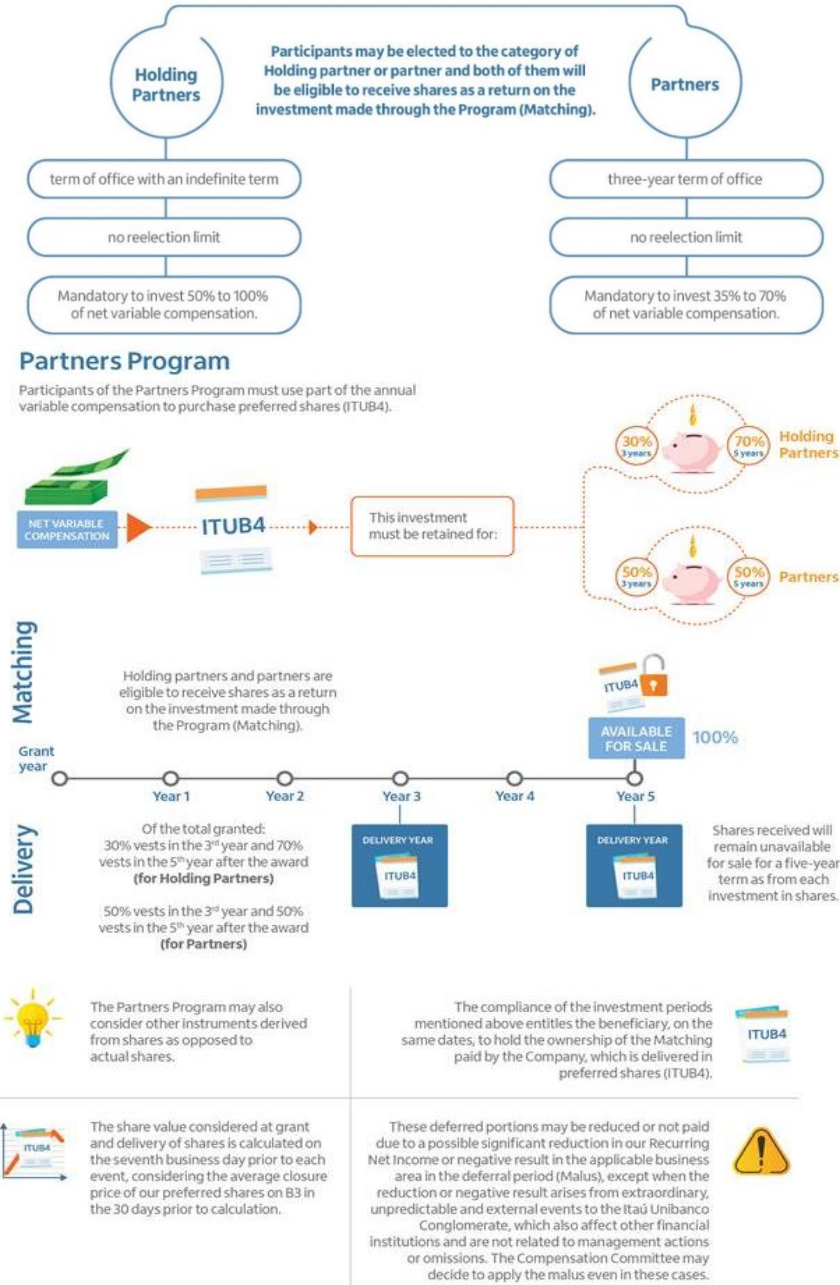 Holding
Partners
Participants may be elected to the category of
Holding partner or partner and both of them will
be eligible to receive shares as a return on the
investment made through the Program (Matching).
Partners
term of office with an indefinite term
three-year term of office
no reelection limit
no reelection limit
Mandatory to invest 50% to 100%
of net variable compensation.
Mandatory to invest 35% to 70%
of net variable compensation.
Partners Program
Participants of the Partners Program must use part of the annual
variable compensation to purchase preferred shares (ITUB4).
NET VARIABLE
COMPENSATION
ITUB4
This investment
must be retained for:
30%
3 years
70%
5 years
Holding
Partners
50%
3 years
50%
5 years
Partners
Matching
Holding partners and partners are
eligible to receive shares as a return
on the investment made through
the Program (Matching).
ITUB4
AVAILABLE
FOR SALE
100%
Grant
year
Year 1
Year 2
Year 3
Year 4
Year 5
Delivery
Of the total granted:
30% vests in the 3rd year and 70%
vests in the 5th year after the award
(for Holding Partners)
50% vests in the 3rd year and 50%
vests in the 5th year after the award
(for Partners)
DELIVERY YEAR
ITUB4
DELIVERY YEAR
ITUB4
Shares received will
remain unavailable
for sale for a five-year
term as from each
investment in shares.
The Partners Program may also
consider other instruments derived
from shares as opposed to
actual shares.
The compliance of the investment periods
mentioned above entitles the beneficiary, on the
same dates, to hold the ownership of the Matching
paid by the Company, which is delivered in
preferred shares (ITUB4).
ITUB4
ITUB4
The share value considered at grant
and delivery of shares is calculated on
the seventh business day prior to each
event, considering the average closure
price of our preferred shares on B3 in
the 30 days prior to calculation.
These deferred portions may be reduced or not paid
due to a possible significant reduction in our Recurring
Net Income or negative result in the applicable business
area in the deferral period (Malus), except when the
reduction or negative result arises from extraordinary,
unpredictable and external events to the Itaú Unibanco
Conglomerate, which also affect other financial
institutions and are not related to management actions
or omissions. The Compensation Committee may
decide to apply the malus even in these cases.